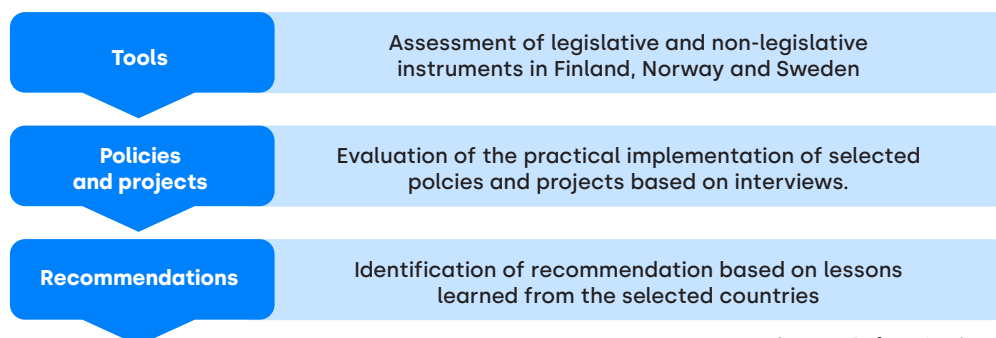 Tools
Assessment of legislative and non-legislative
instruments in Finland, Norway and Sweden
Policies
and projects
Evaluation of the practical implementation of selected
polcies and projects based on interviews.
Recommendations
Identification of recommendation based on lessons
learned from the selected countries